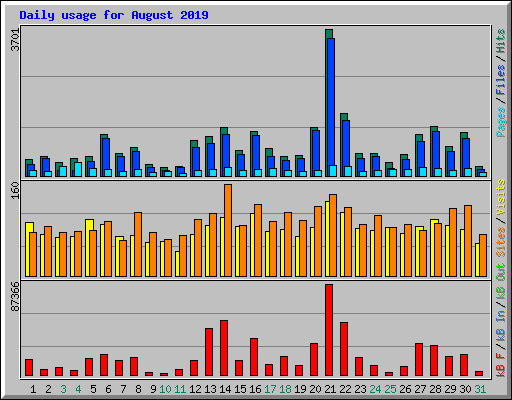 Daily usage for August 2019
3701
Pages / Files / Hits
160
Sites / Visits
87366
kB F / kB In / kB Out
1 2 3 4 5 6 7 8 9 10 11 12 13 14 15 16 17 18 19 20 21 22 23 24 25 26 27 28 29 30 31